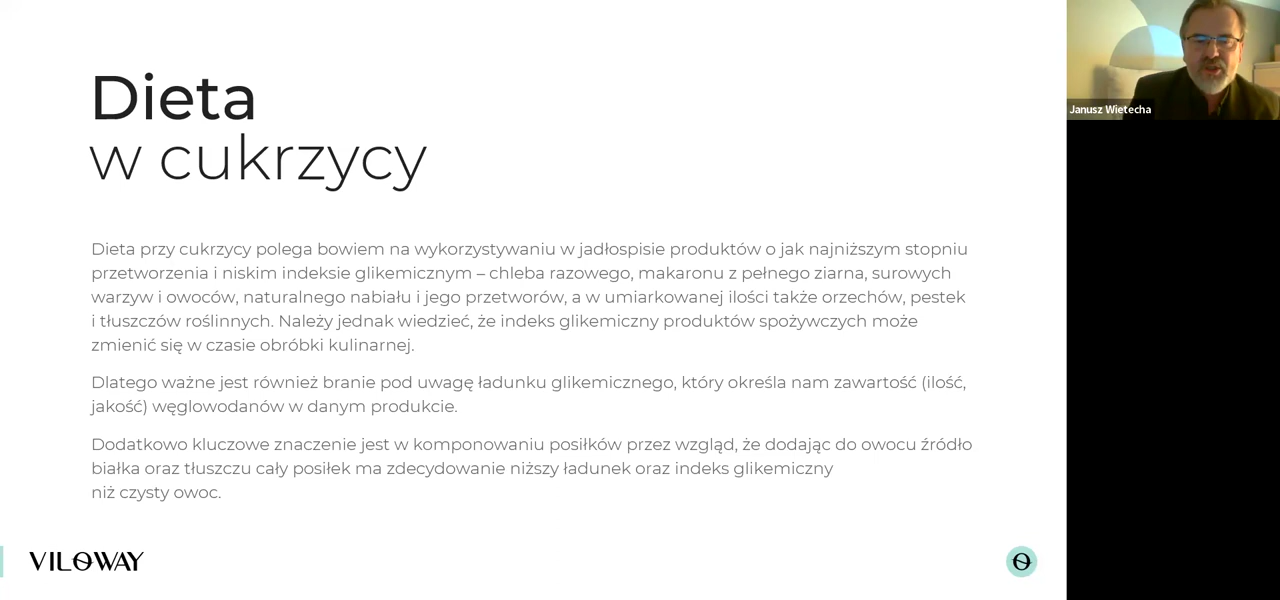 Dieta
w cukrzycy
Dieta przy cukrzycy polega bowiem na wykorzystywaniu w jadłospisie produktów o jak najniższym stopniu
przetworzenia i niskim indeksie glikemicznym – chleba razowego, makaronu z pełnego ziarna, surowych
warzyw i owoców, naturalnego nabiału i jego przetworów, a w umiarkowanej ilości także orzechów, pestek
i tłuszczów roślinnych. Należy jednak wiedzieć, że indeks glikemiczny produktów spożywczych może
zmienić się w czasie obróbki kulinarnej.
Dlatego ważne jest również branie pod uwagę ładunku glikemicznego, który określa nam zawartość (ilość,
jakość) węglowodanów w danym produkcie.
Dodatkowo kluczowe znaczenie jest w komponowaniu posiłków przez wzgląd, że dodając do owocu źródło
białka oraz tłuszczu cały posiłek ma zdecydowanie niższy ładunek oraz indeks glikemiczny
niż czysty owoc.
VILOWAY
Janusz Wietecha